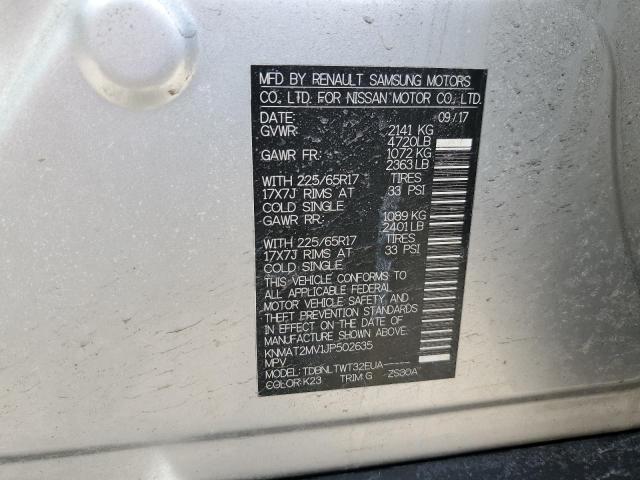 MFD BY RENAULT SAMSUNG MOTORS
CO., LTD. FOR NISSAN MOTOR CO., LTD.
DATE: 09/17
GVWR: 2141 KG
4720LB
GAWR FR: 1072 KG
2363LB
WITH 225/65R17 TIRES
17X7J RIMS AT 33 PSI
COLD SINGLE
GAWR RR: 1089 KG
2401LB
WITH 225/65R17 TIRES
17X7J RIMS AT 33 PSI
COLD SINGLE
THIS VEHICLE CONFORMS TO
ALL APPLICABLE FEDERAL
MOTOR VEHICLE SAFETY AND
THEFT PREVENTION STANDARDS
IN EFFECT ON THE DATE OF
MANUFACTURE SHOWN ABOVE.
KNMAT2MV1JP502635
MPV
MODEL: TDBNLTWT32EUA-----
COLOR:K23 TRIM:G ZS30A